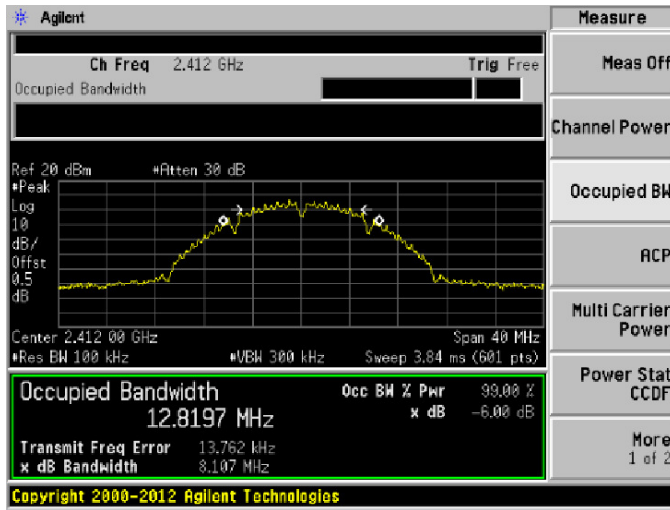 Agilent
Measure
Ch Freq 2.412 GHz Trig Free
Occupied Bandwidth
Meas Off
Channel Power
Occupied BW
ACP
Multi Carrier
Power
Power Stat
CCDF
More
1 of 2
Ref 20 dBm #Atten 30 dB
#Peak
Log
10
dB/
Offst
0.5
dB
Center 2.412 00 GHz Span 40 MHz
#Res BW 100 kHz #VBW 300 kHz Sweep 3.84 ms (601 pts)
Occupied Bandwidth Occ BW % Pwr 99.00 %
12.8197 MHz x dB -6.00 dB
Transmit Freq Error 13.762 kHz
x dB Bandwidth 8.107 MHz
Copyright 2000-2012 Agilent Technologies